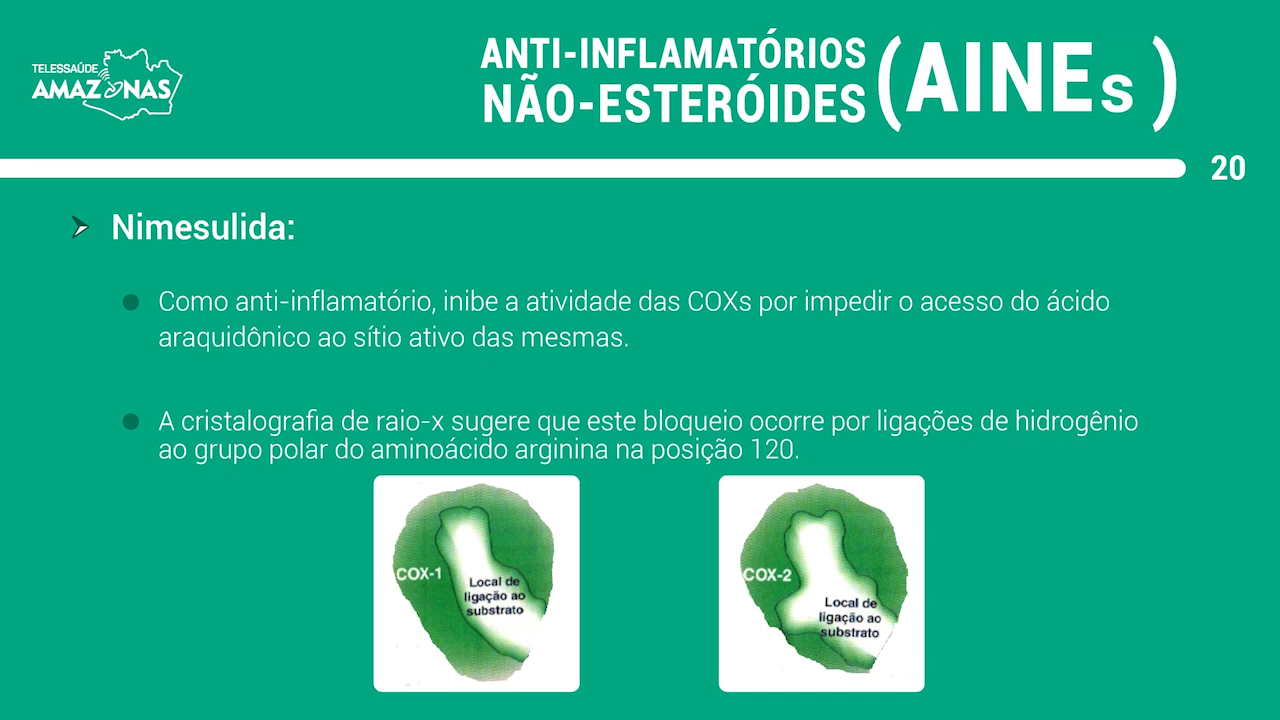 TELESSAÚDE
AMAZONAS
ANTI-INFLAMATÓRIOS
NÃO-ESTERÓIDES
(AINEs )
20
Nimesulida:
Como anti-inflamatório, inibe a atividade das COXs por impedir o acesso do ácido
araquidônico ao sítio ativo das mesmas.
A cristalografia de raio-x sugere que este bloqueio ocorre por ligações de hidrogênio
ao grupo polar do aminoácido arginina na posição 120.
COX-1
Local de
ligação ao
substrato
COX-2
Local de
ligação ao
substrato